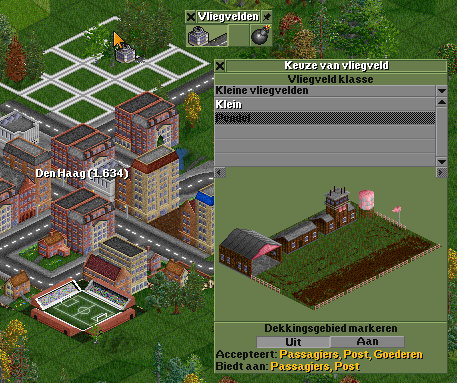 Vliegvelden
Keuze van vliegveld
Vliegveld klasse
Kleine vliegvelden
Klein
Pendel
Den Haag (1.634)
Dekkingsgebied markeren
Uit
Aan
Accepteert: Passagiers, Post, Goederen
Biedt aan: Passagiers, Post